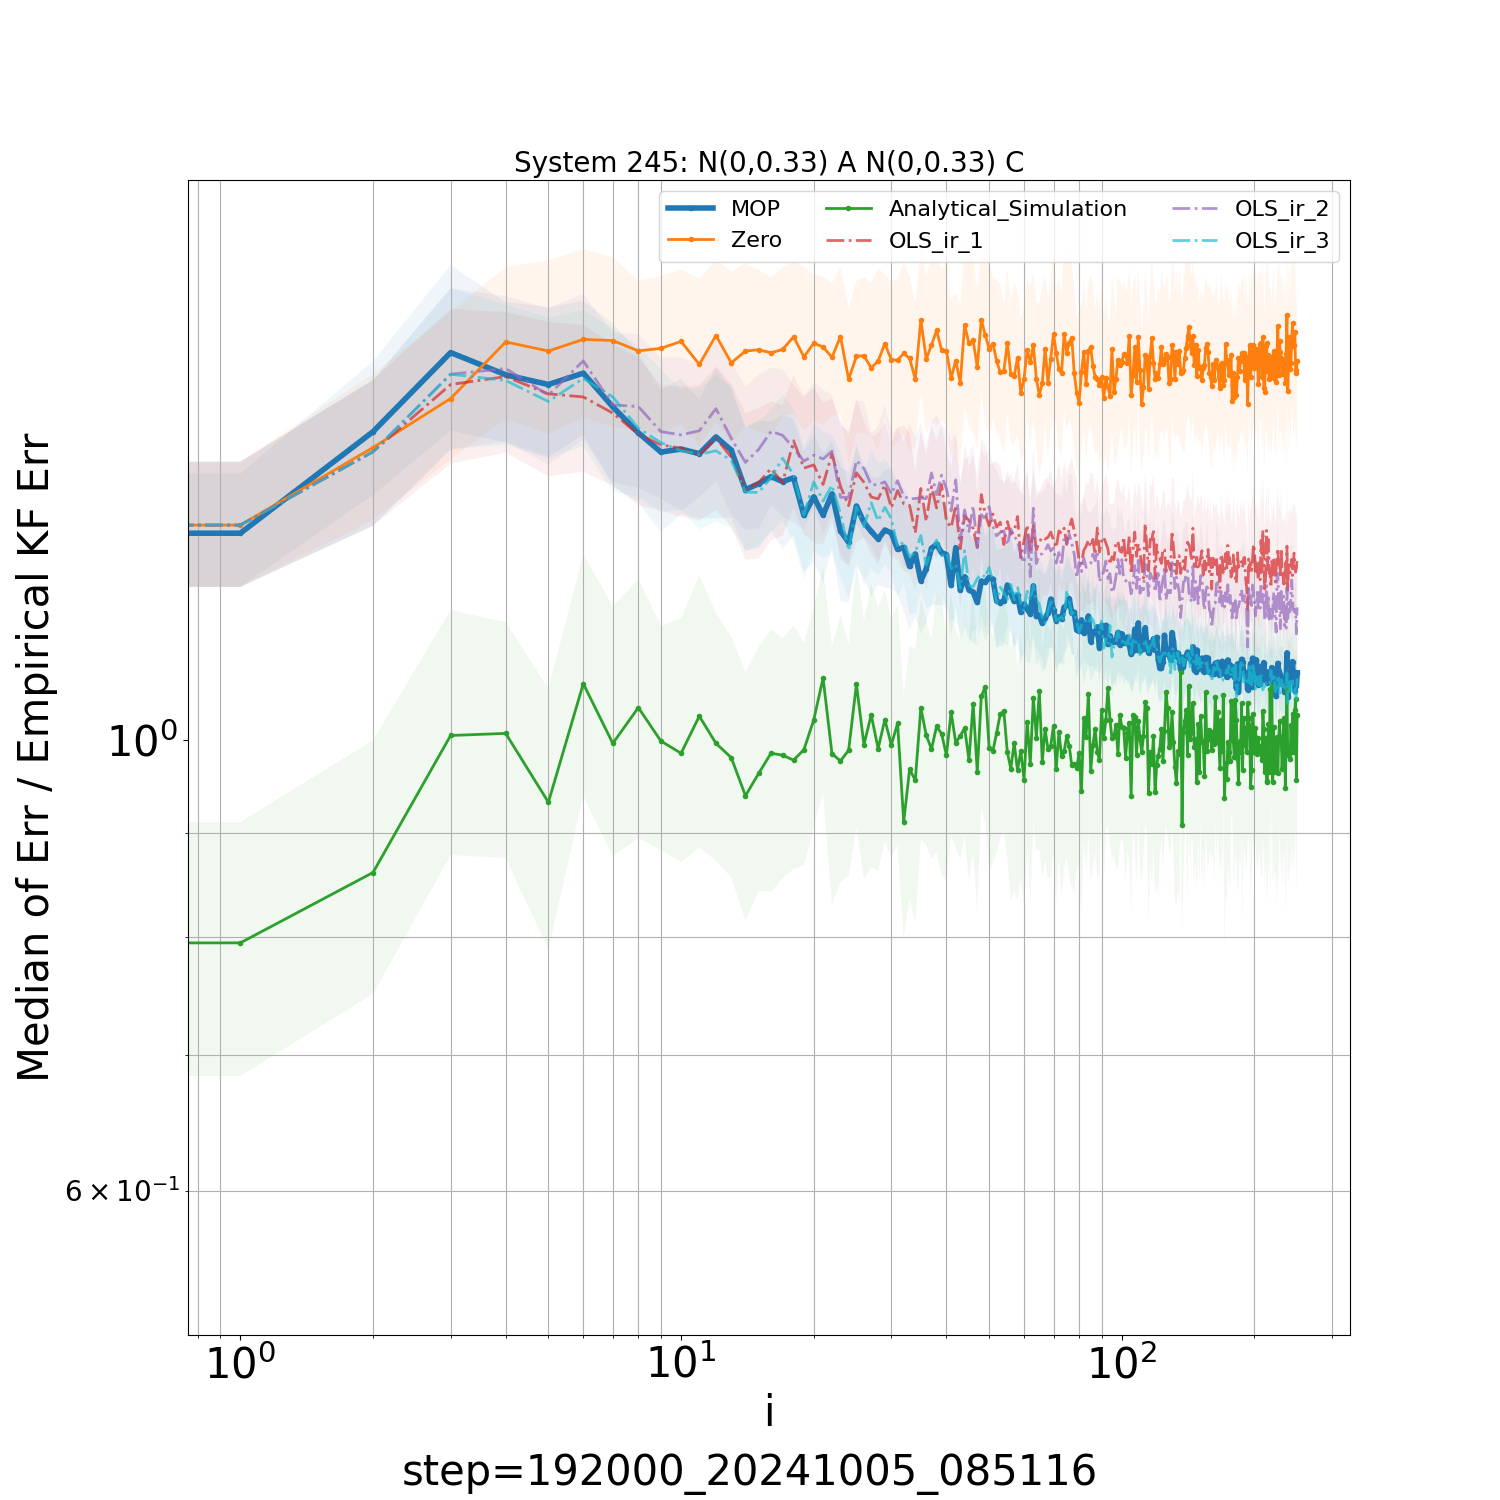 System 245: N(0,0.33) A N(0,0.33) C
MOP
Zero
Analytical_Simulation
OLS_ir_1
OLS_ir_2
OLS_ir_3
Median of Err / Empirical KF Err
10⁰
6 × 10⁻¹
10⁰
10¹
10²
i
step=192000_20241005_085116